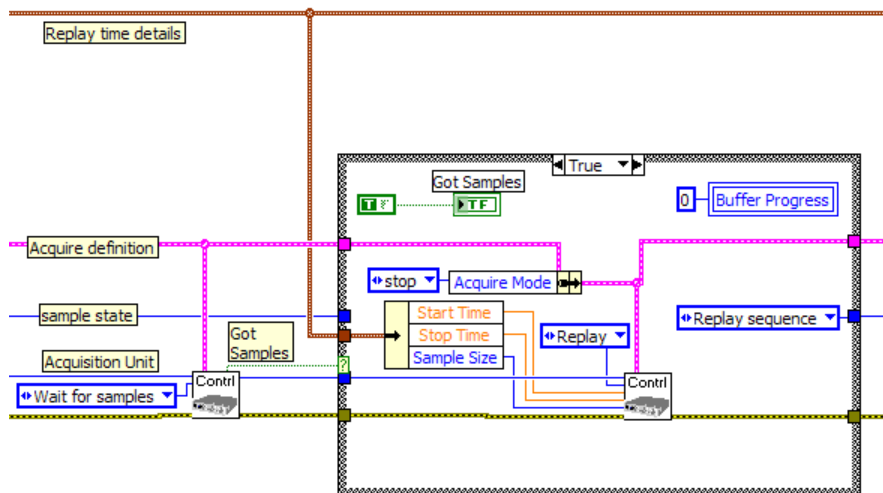 Replay time details
True
Got Samples
T F
TF
0
Buffer Progress
Acquire definition
stop
Acquire Mode
sample state
Start Time
Stop Time
Sample Size
Replay
Replay sequence
Got
Samples
?
Acquisition Unit
Wait for samples
Contrl
Contrl